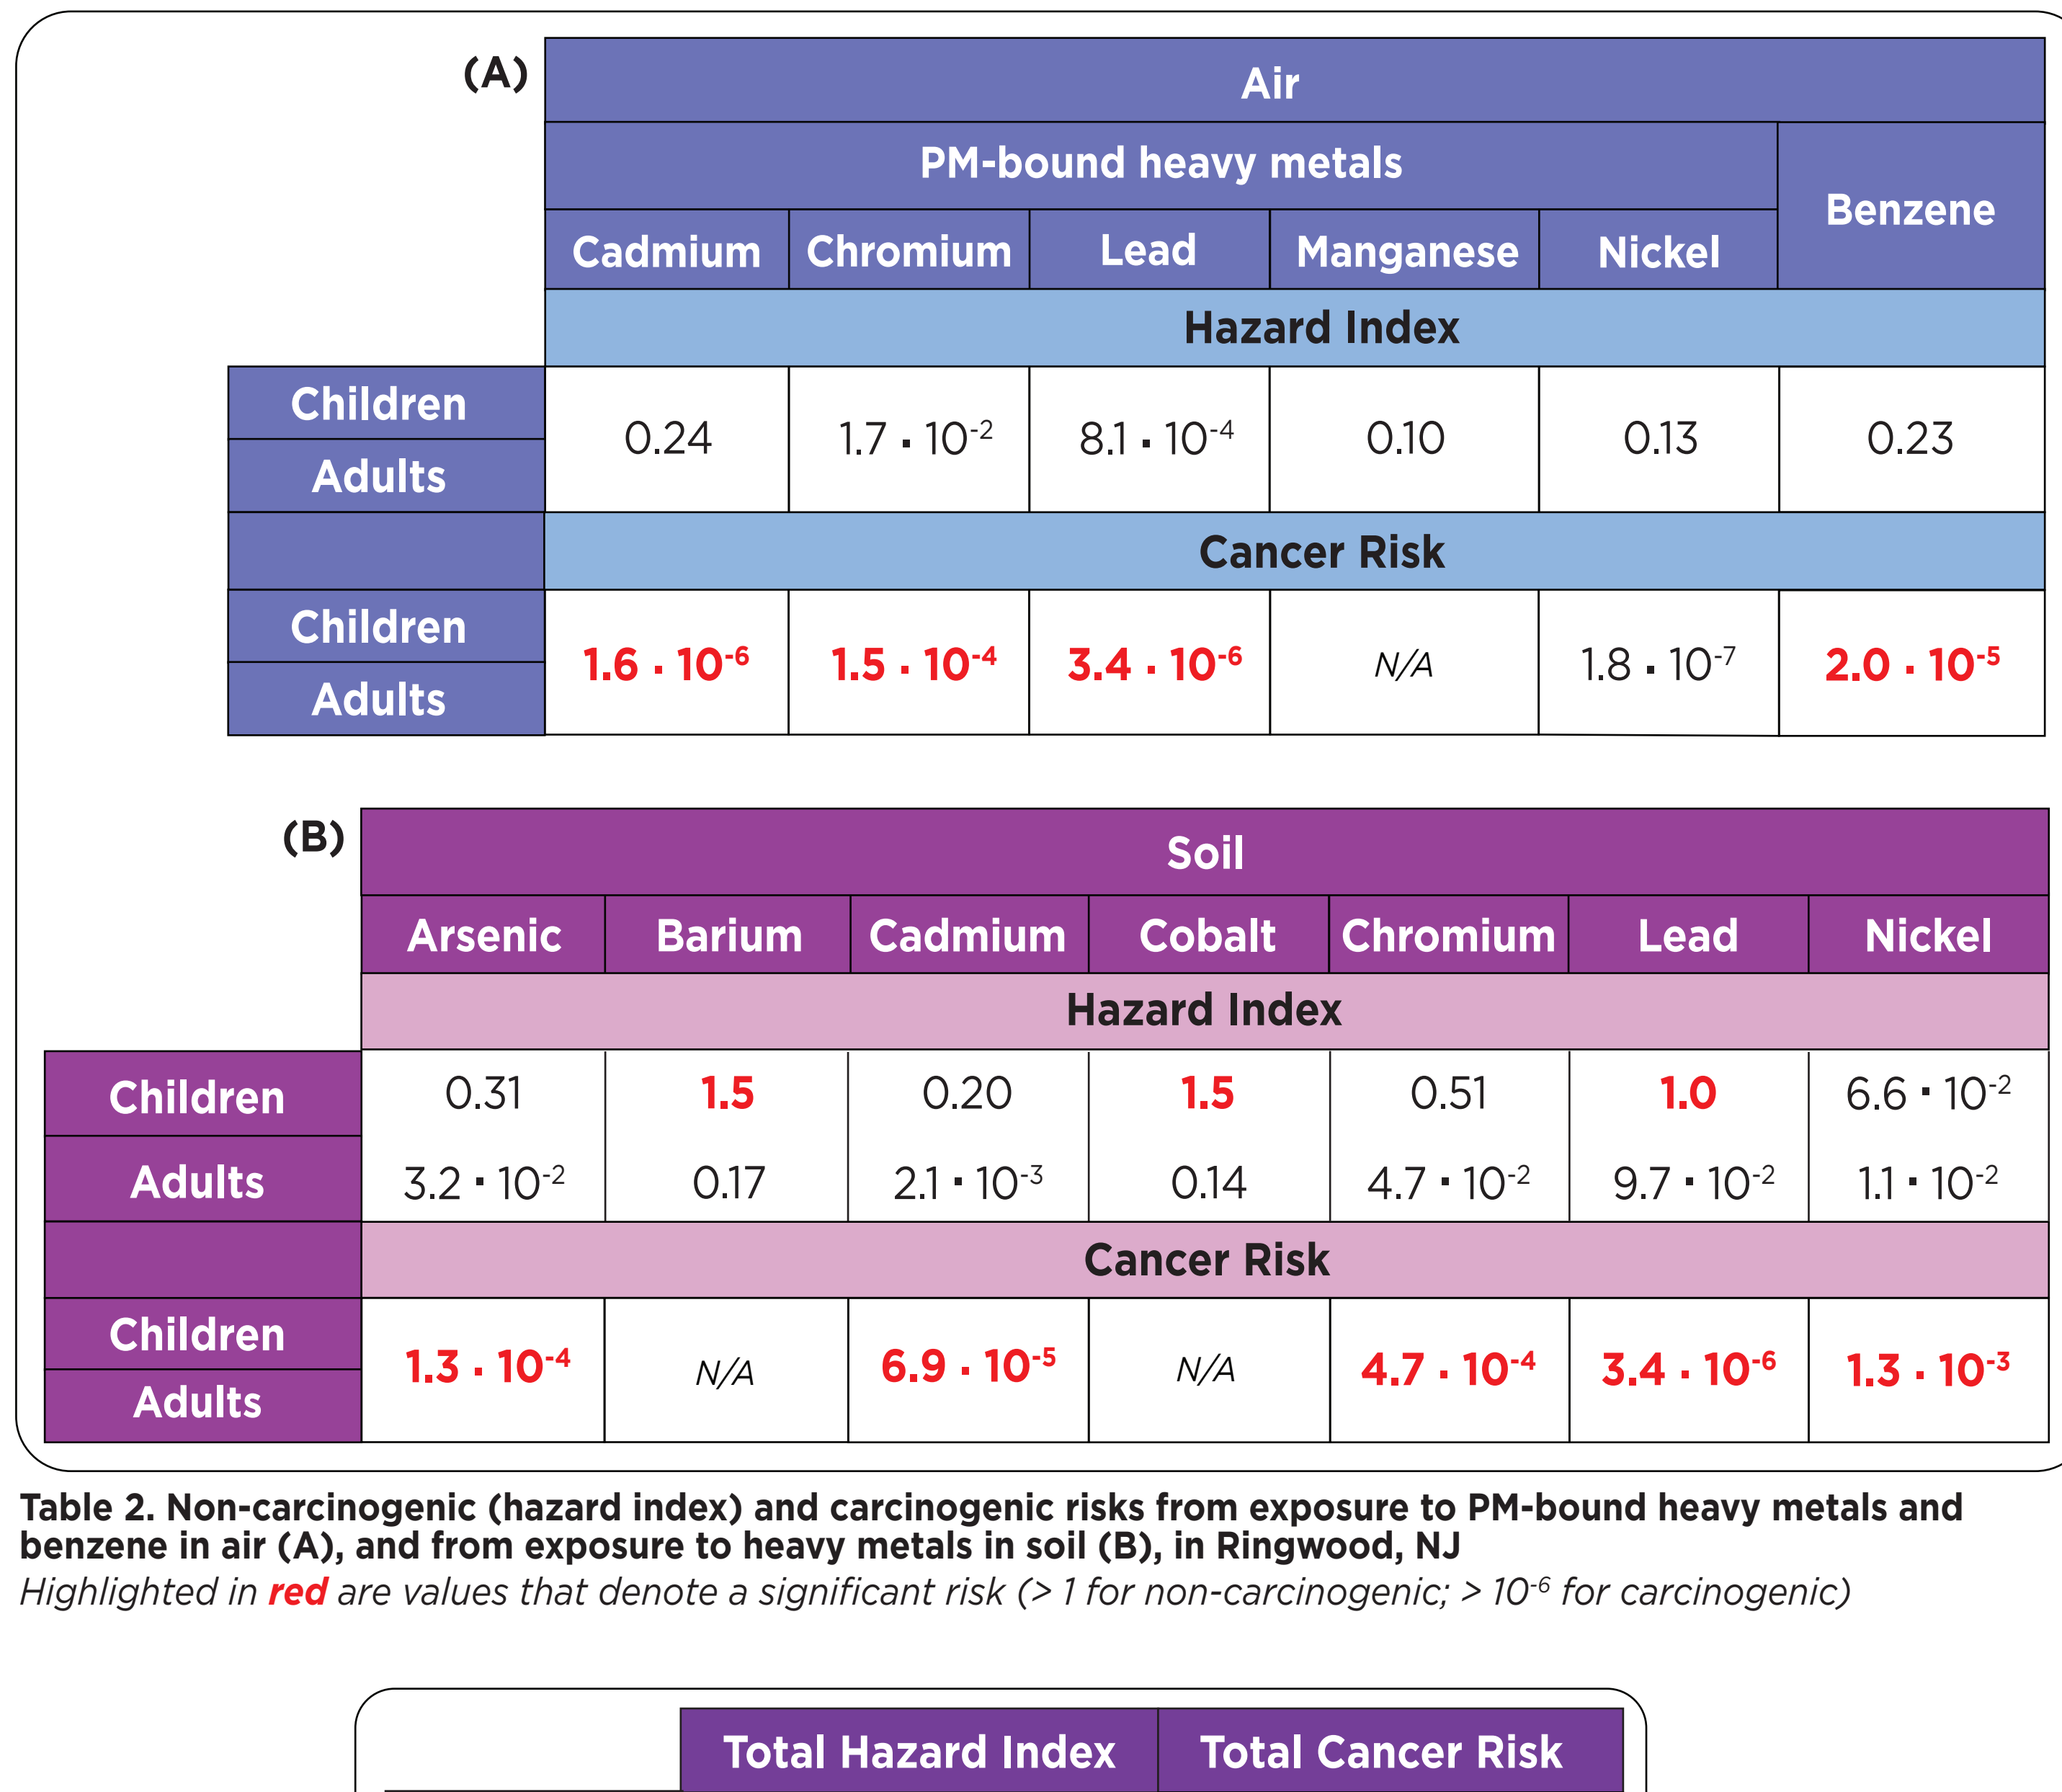 (A)
Air
PM-bound heavy metals
Benzene
Cadmium Chromium Lead Manganese Nickel
Hazard Index
Children
Adults
0.24 1.7 · 10⁻² 8.1 · 10⁻⁴ 0.10 0.13 0.23
Cancer Risk
Children
Adults
1.6 · 10⁻⁶ 1.5 · 10⁻⁴ 3.4 · 10⁻⁶ N/A 1.8 · 10⁻⁷ 2.0 · 10⁻⁵
(B)
Soil
Arsenic Barium Cadmium Cobalt Chromium Lead Nickel
Hazard Index
Children 0.31 1.5 0.20 1.5 0.51 1.0 6.6 · 10⁻²
Adults 3.2 · 10⁻² 0.17 2.1 · 10⁻³ 0.14 4.7 · 10⁻² 9.7 · 10⁻² 1.1 · 10⁻²
Cancer Risk
Children
Adults
1.3 · 10⁻⁴ N/A 6.9 · 10⁻⁵ N/A 4.7 · 10⁻⁴ 3.4 · 10⁻⁶ 1.3 · 10⁻³
Table 2. Non-carcinogenic (hazard index) and carcinogenic risks from exposure to PM-bound heavy metals and
benzene in air (A), and from exposure to heavy metals in soil (B), in Ringwood, NJ
Highlighted in red are values that denote a significant risk (> 1 for non-carcinogenic; > 10⁻⁶ for carcinogenic)
Total Hazard Index Total Cancer Risk